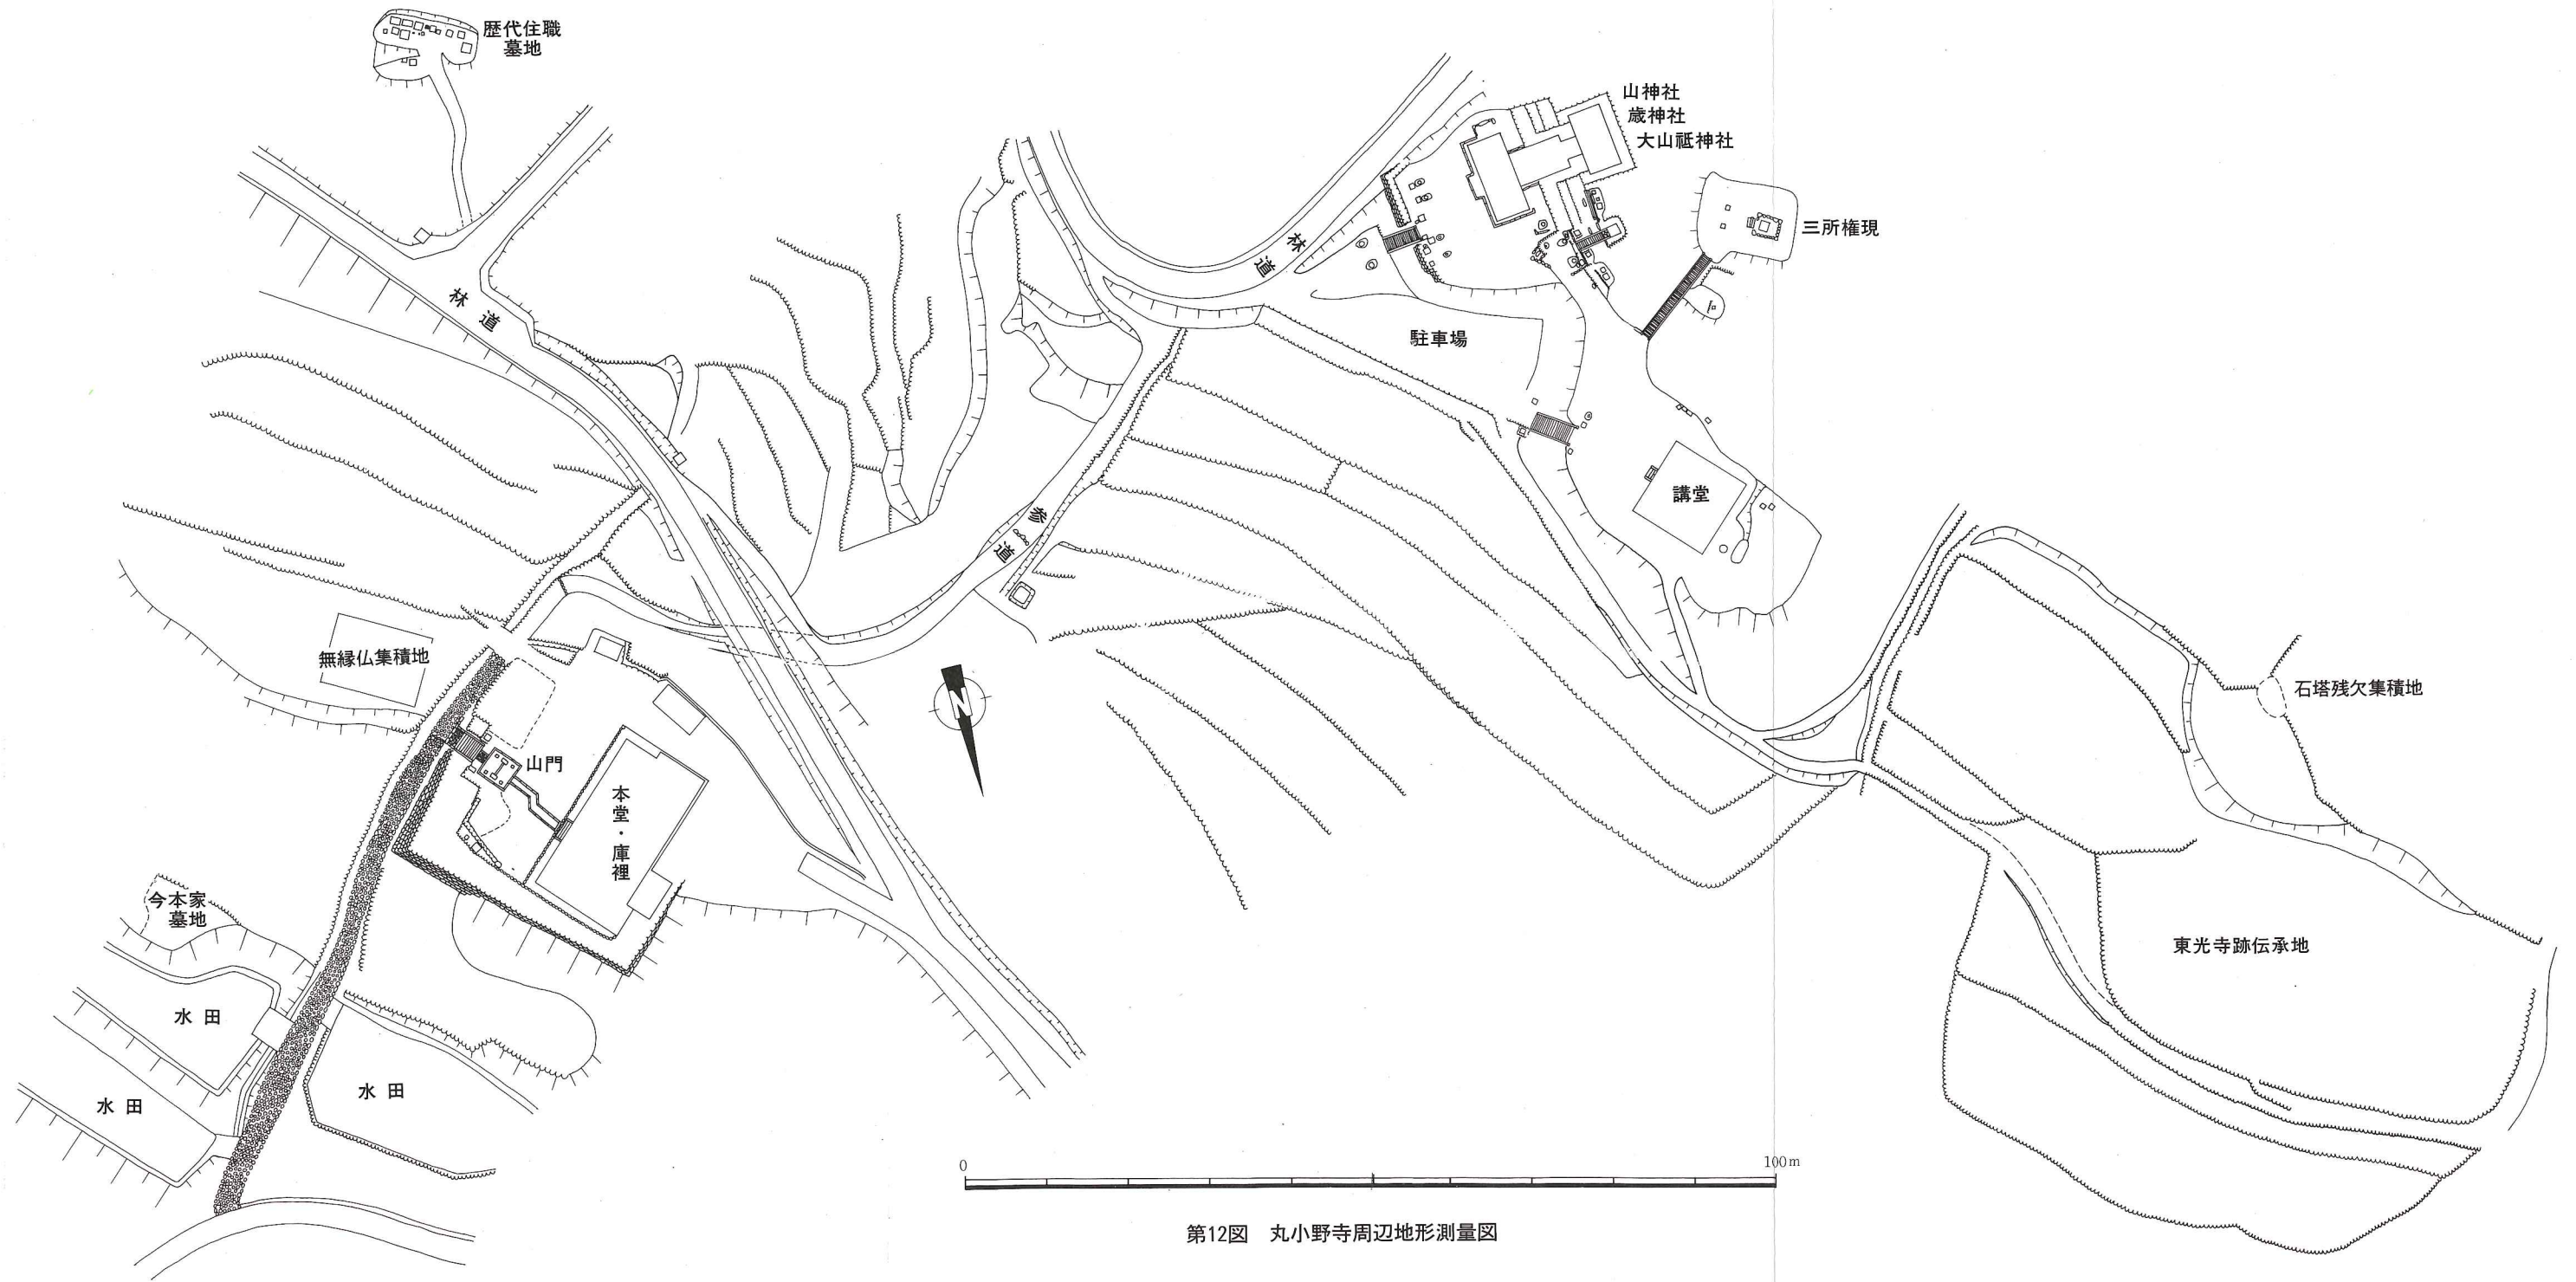 歴代住職
墓地
山神社
歳神社
大山祇神社
三所権現
林道
林道
駐車場
講堂
参道
無縁仏集積地
N
石塔残欠集積地
山門
本堂・庫裡
今本家
墓地
東光寺跡伝承地
水田
水田
水田
0
100m
第12図 丸小野寺周辺地形測量図